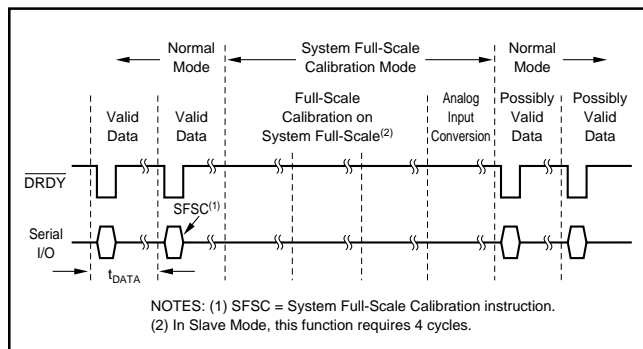 Normal
Mode
System Full-Scale
Calibration Mode
Normal
Mode
Valid
Data
Valid
Data
Full-Scale
Calibration on
System Full-Scale(2)
Analog
Input
Conversion
Possibly
Valid
Data
Possibly
Valid
Data
DRDY
SFSC(1)
Serial
I/O
tDATA
NOTES: (1) SFSC = System Full-Scale Calibration instruction.
(2) In Slave Mode, this function requires 4 cycles.